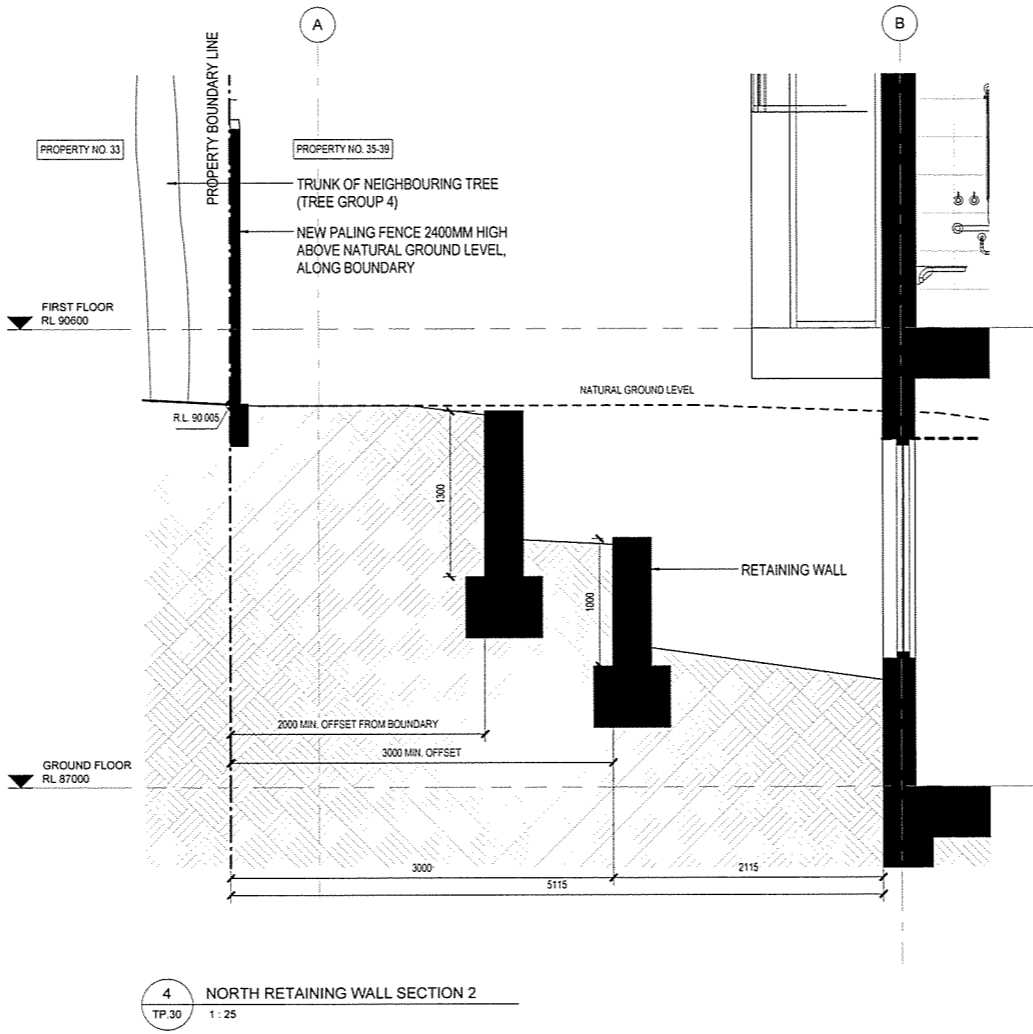 A
B
PROPERTY BOUNDARY LINE
PROPERTY NO. 33
PROPERTY NO. 35-39
TRUNK OF NEIGHBOURING TREE
(TREE GROUP 4)
NEW PALING FENCE 2400MM HIGH
ABOVE NATURAL GROUND LEVEL,
ALONG BOUNDARY
FIRST FLOOR
RL 90600
NATURAL GROUND LEVEL
R.L. 90.005
1300
1000
RETAINING WALL
2000 MIN. OFFSET FROM BOUNDARY
3000 MIN. OFFSET
GROUND FLOOR
RL 87000
3000
2115
5115
4
TP.30
NORTH RETAINING WALL SECTION 2
1 : 25